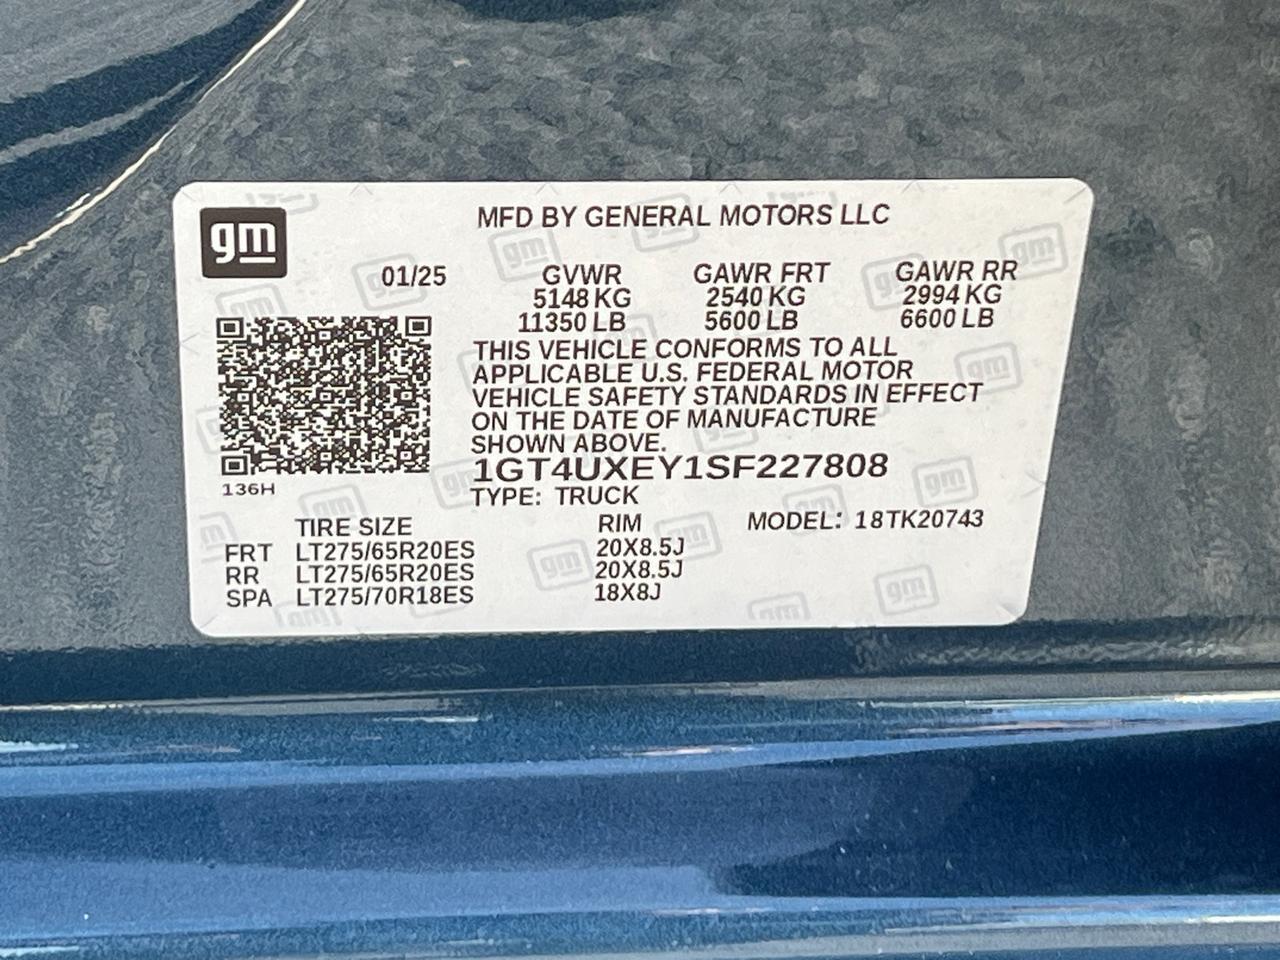 gm
MFD BY GENERAL MOTORS LLC
01/25 GVWR GAWR FRT GAWR RR
5148 KG 2540 KG 2994 KG
11350 LB 5600 LB 6600 LB
THIS VEHICLE CONFORMS TO ALL
APPLICABLE U.S. FEDERAL MOTOR
VEHICLE SAFETY STANDARDS IN EFFECT
ON THE DATE OF MANUFACTURE
SHOWN ABOVE.
1GT4UXEY1SF227808
136H
TYPE: TRUCK
TIRE SIZE RIM MODEL: 18TK20743
FRT LT275/65R20ES 20X8.5J
RR LT275/65R20ES 20X8.5J
SPA LT275/70R18ES 18X8J